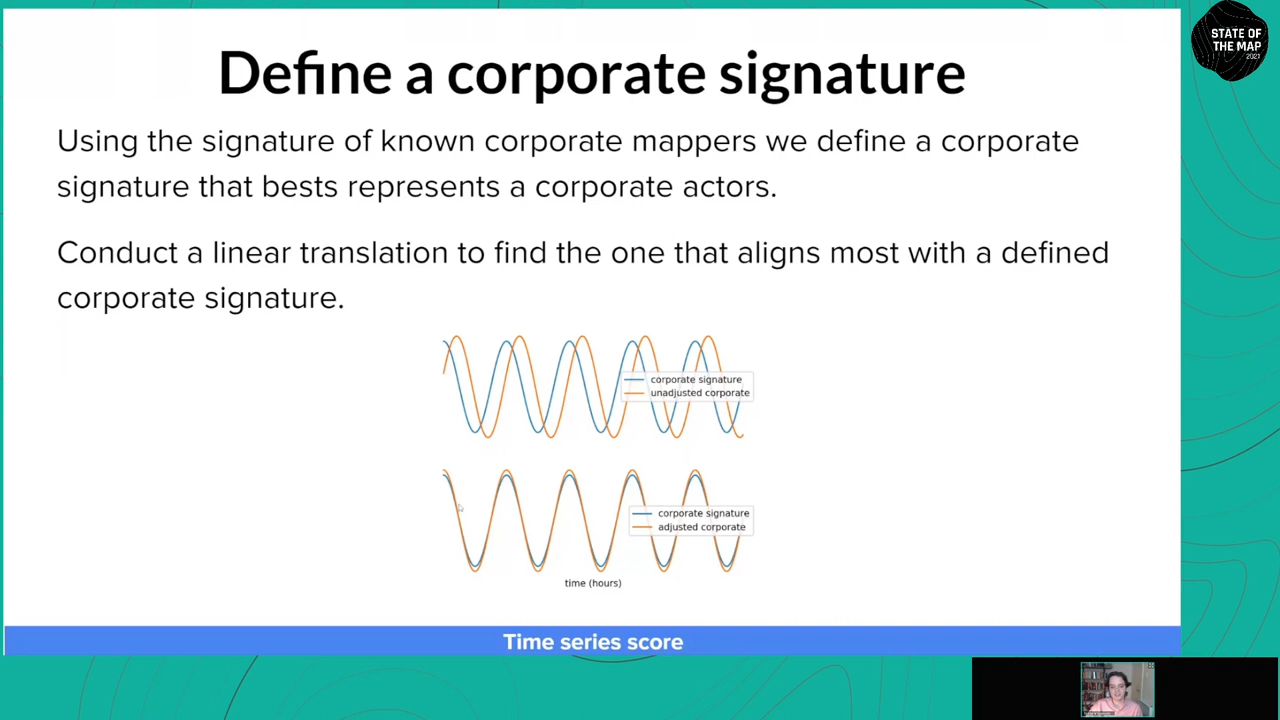 Define a corporate signature
STATE OF
THE MAP
2021
Using the signature of known corporate mappers we define a corporate
signature that bests represents a corporate actors.
Conduct a linear translation to find the one that aligns most with a defined
corporate signature.
corporate signature
unadjusted corporate
corporate signature
adjusted corporate
time (hours)
Time series score